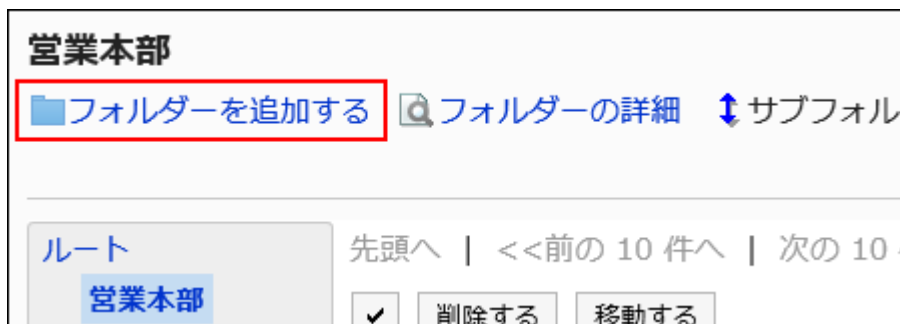 営業本部
フォルダーを追加する フォルダーの詳細 サブフォル
ルート
営業本部
先頭へ | <<前の 10 件へ | 次の 10
削除する 移動する